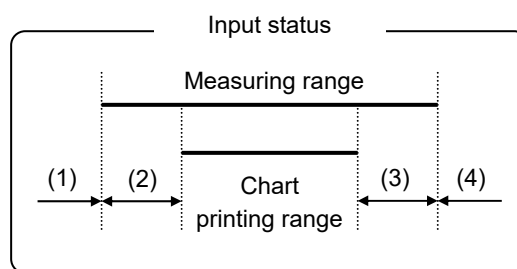 Input status
Measuring range
(1)
(2)
(3)
(4)
Chart
printing range